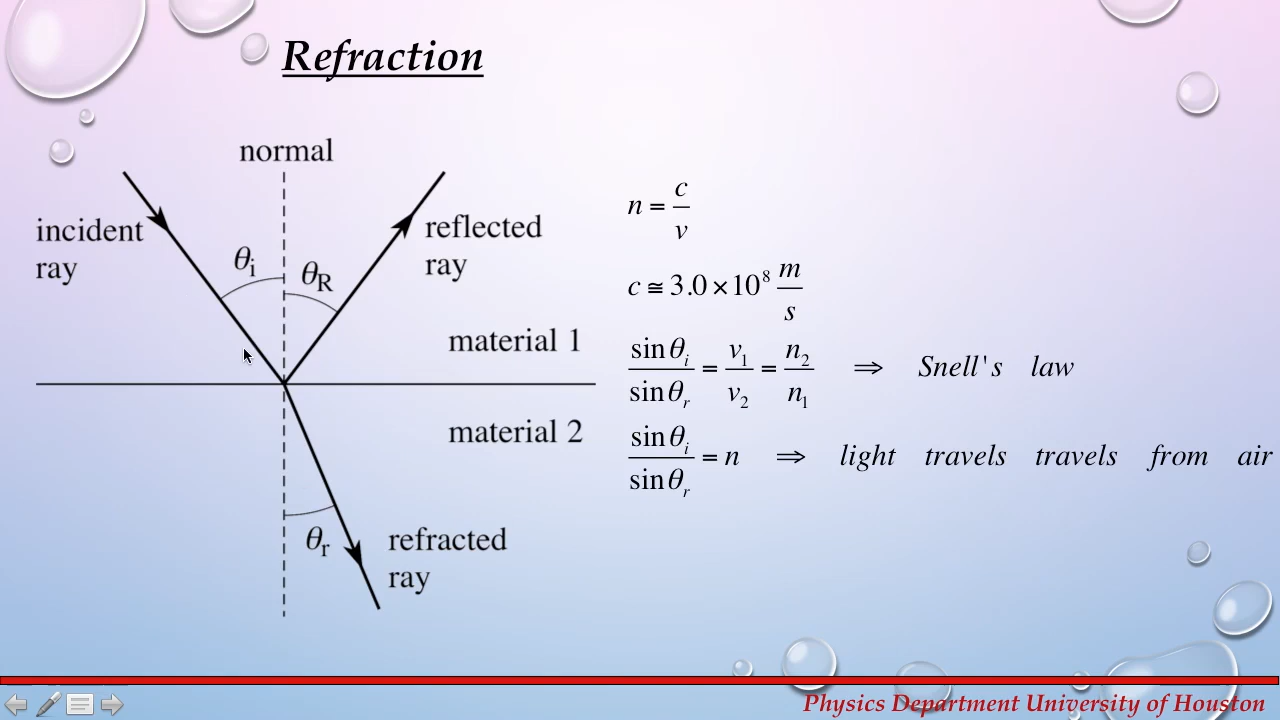 Refraction
normal
incident
ray
θi
θR
reflected
ray
material 1
material 2
θr
refracted
ray
n = c/v
c ≅ 3.0 × 10⁸ m/s
sin θi / sin θr = v₁/v₂ = n₂/n₁ ⇒ Snell's law
sin θi / sin θr = n ⇒ light travels travels from air
Physics Department University of Houston